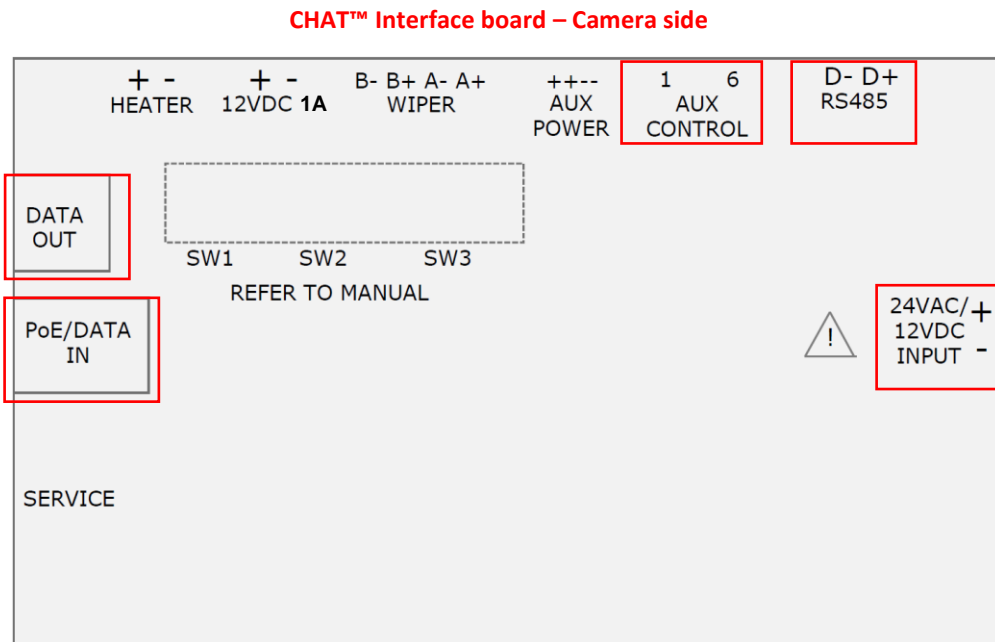 CHAT™ Interface board – Camera side
+ -
HEATER
+ -
12VDC 1A
B- B+ A- A+
WIPER
++--
AUX
POWER
1 6
AUX
CONTROL
D- D+
RS485
DATA
OUT
SW1 SW2 SW3
REFER TO MANUAL
PoE/DATA
IN
!
24VAC/+
12VDC
INPUT -
SERVICE